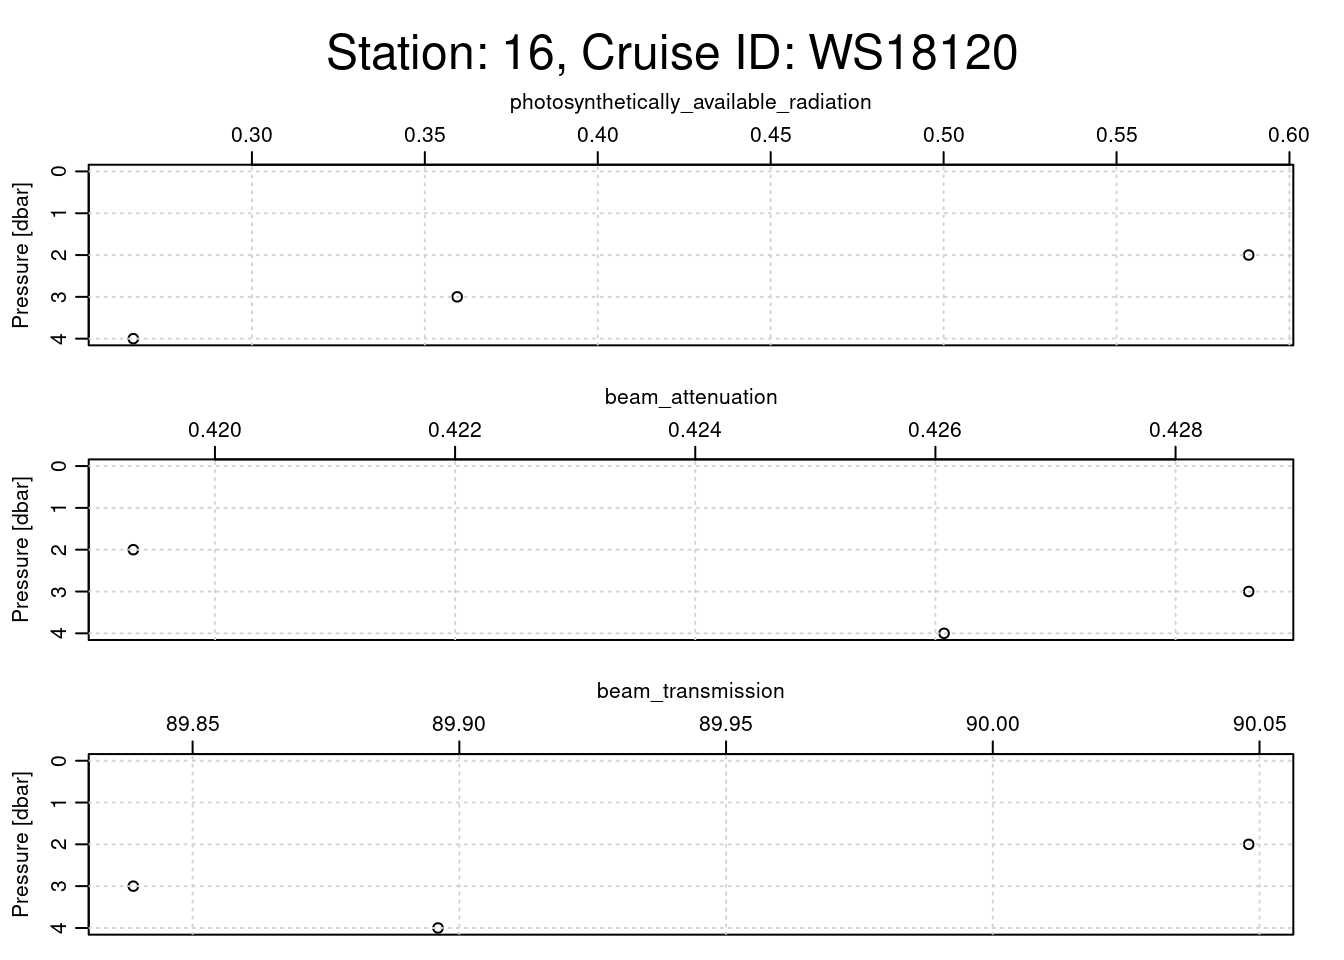 Station: 16, Cruise ID: WS18120
photosynthetically_available_radiation
0.30 0.35 0.40 0.45 0.50 0.55 0.60
Pressure [dbar]
0
1
2
3
4
beam_attenuation
0.420 0.422 0.424 0.426 0.428
Pressure [dbar]
0
1
2
3
4
beam_transmission
89.85 89.90 89.95 90.00 90.05
Pressure [dbar]
0
1
2
3
4